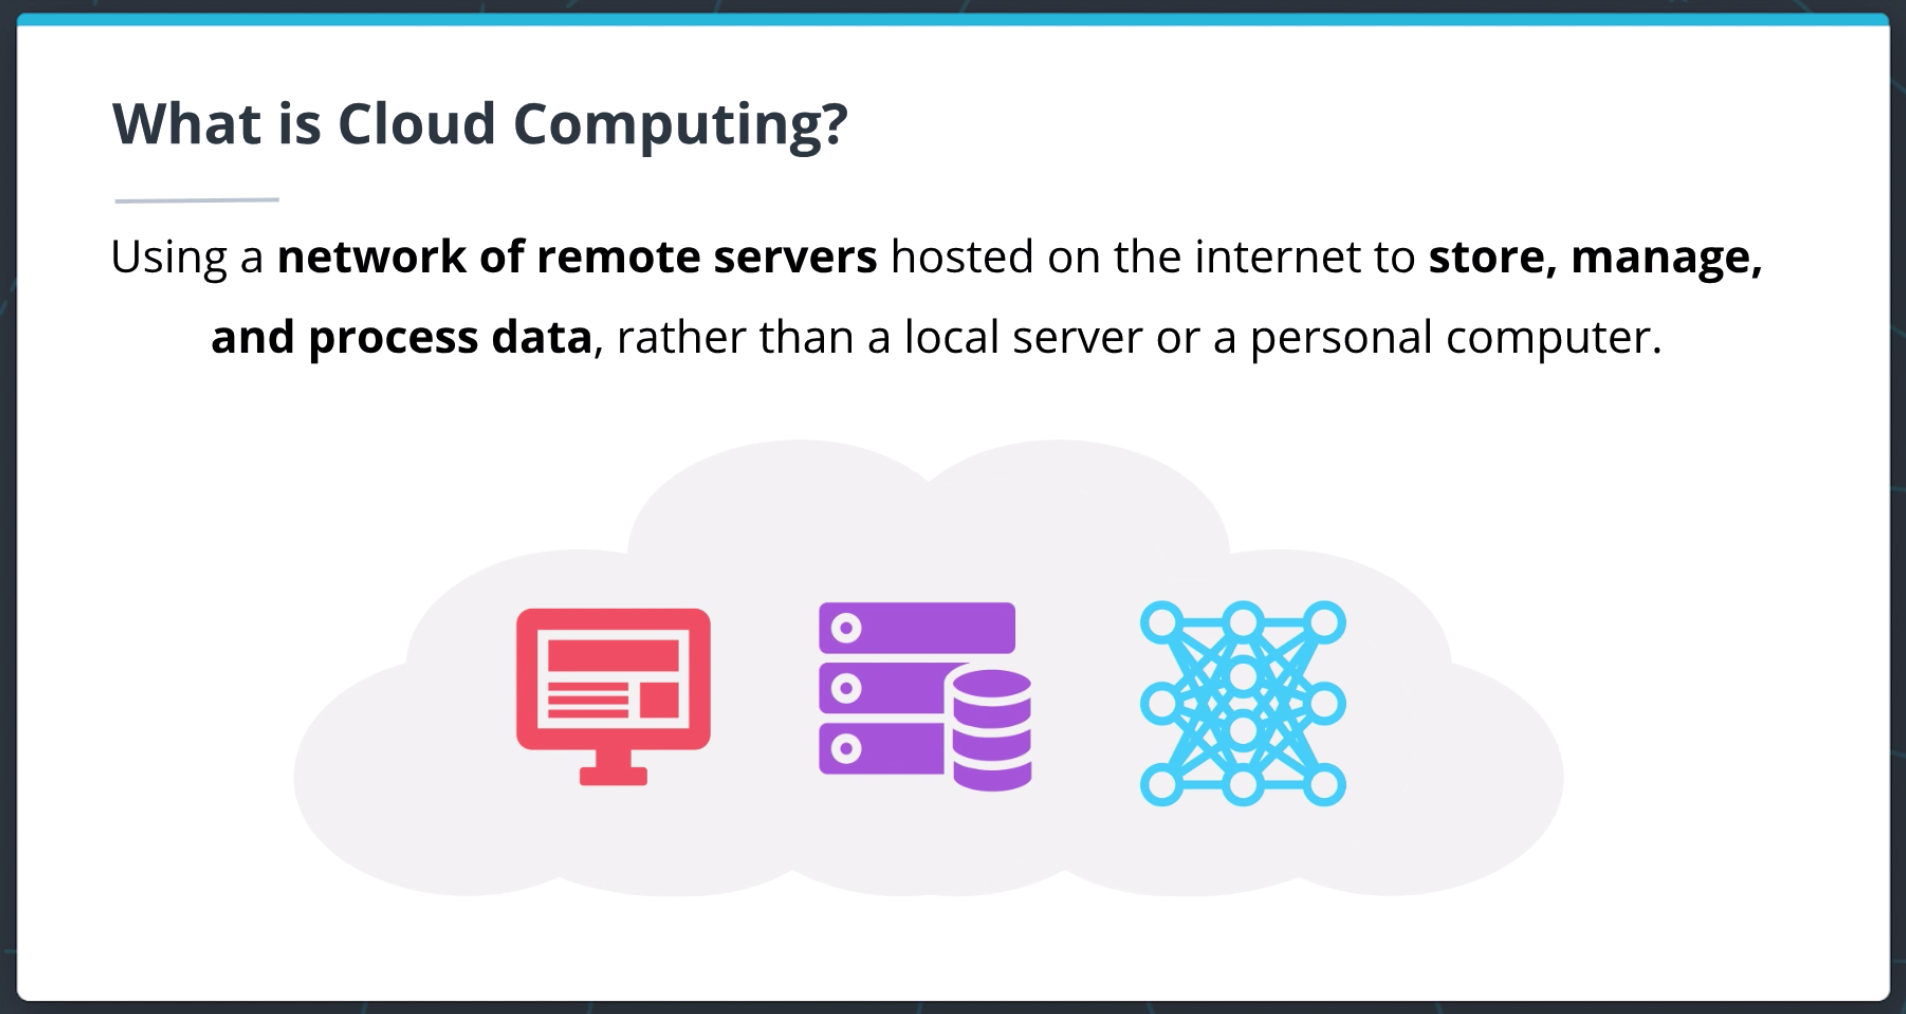 What is Cloud Computing?
Using a network of remote servers hosted on the internet to store, manage,
and process data, rather than a local server or a personal computer.